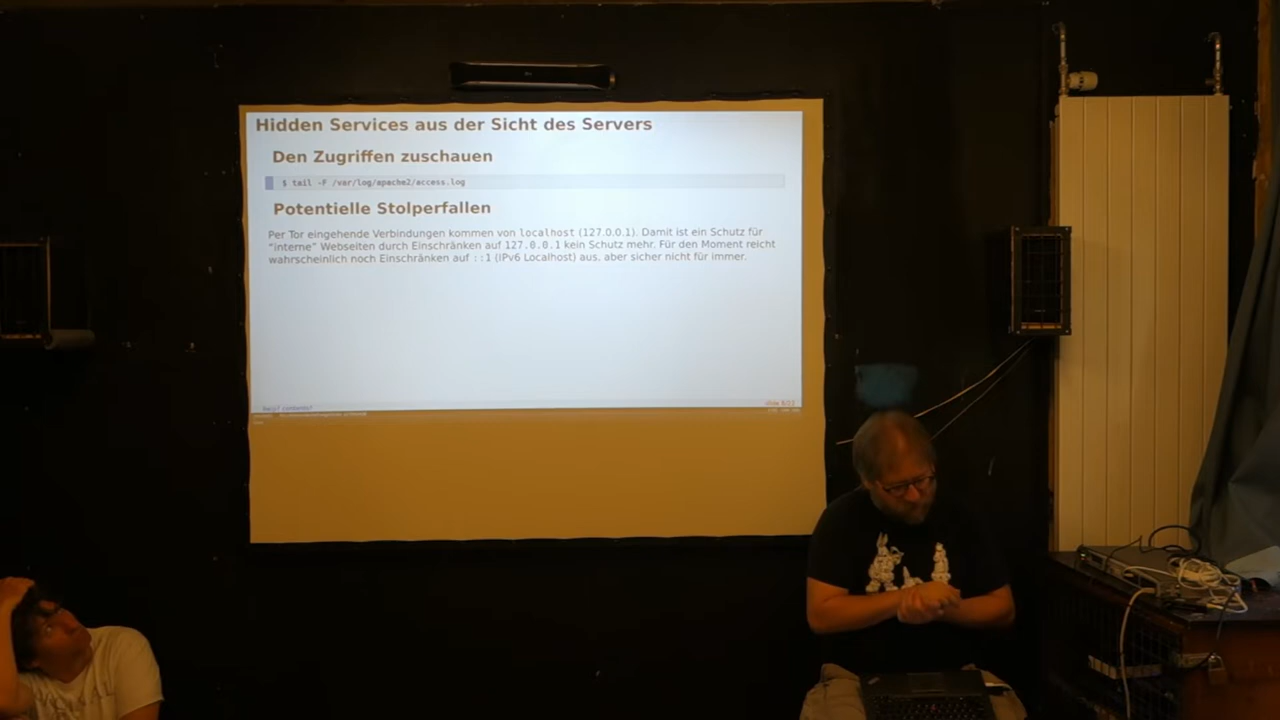 Hidden Services aus der Sicht des Servers
Den Zugriffen zuschauen
$ tail -F /var/log/apache2/access.log
Potentielle Stolperfallen
Per Tor eingehende Verbindungen kommen von localhost (127.0.0.1). Damit ist ein Schutz für
“interne” Webseiten durch Einschränken auf 127.0.0.1 kein Schutz mehr. Für den Moment reicht
wahrscheinlich noch Einschränken auf ::1 (IPv6 Localhost) aus. aber sicher nicht für immer.
help? contents?